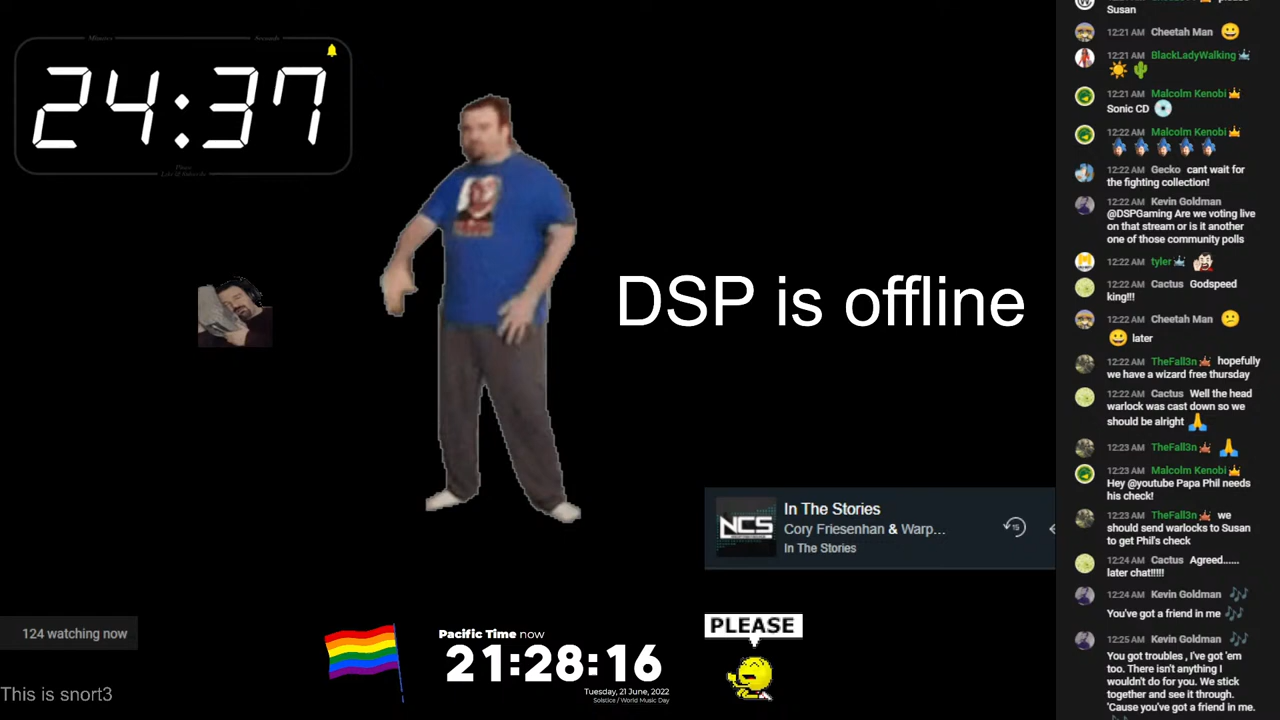 Minutes
Seconds
24:37
DSP is offline
NCS
In The Stories
Cory Friesenhan & Warp...
In The Stories
15
124 watching now
This is snort3
Pacific Time now
21:28:16
Tuesday, 21 June, 2022
Solstice / World Music Day
PLEASE
Susan
12:21 AM Cheetah Man
12:21 AM BlackLadyWalking
12:21 AM Malcolm Kenobi
Sonic CD
12:22 AM Malcolm Kenobi
12:22 AM Gecko cant wait for
the fighting collection!
12:22 AM Kevin Goldman
@DSPGaming Are we voting live
on that stream or is it another
one of those community polls
12:22 AM tyler
12:22 AM Cactus Godspeed
king!!!
12:22 AM Cheetah Man
later
12:22 AM TheFall3n hopefully
we have a wizard free thursday
12:22 AM Cactus Well the head
warlock was cast down so we
should be alright
12:23 AM TheFall3n
12:23 AM Malcolm Kenobi
Hey @youtube Papa Phil needs
his check!
12:23 AM TheFall3n we
should send warlocks to Susan
to get Phil's check
12:24 AM Cactus Agreed......
later chat!!!!!
12:24 AM Kevin Goldman
You've got a friend in me
12:25 AM Kevin Goldman
You got troubles , I've got 'em
too. There isn't anything I
wouldn't do for you. We stick
together and see it through.
'Cause you've got a friend in me.